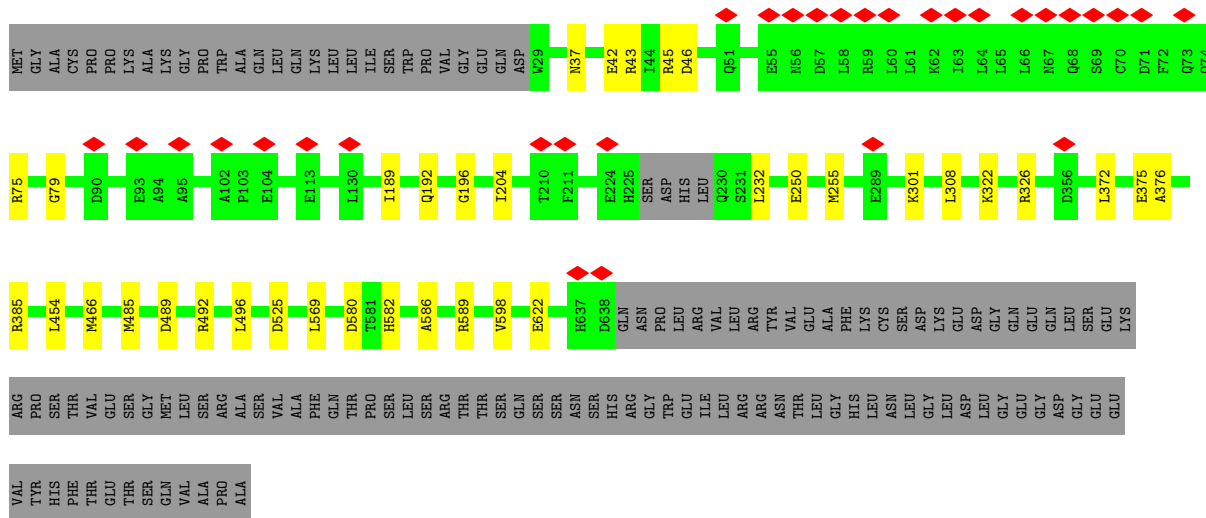 MET GLY ALA CYS PRO PRO LYS ALA LYS GLY PRO TRP ALA GLN LEU GLN LYS LEU LEU ILE SER TRP PRO VAL GLY GLU GLN ASP W29 N37 E42 R43 I44 R45 D46 Q51 E55 N56 D57 L58 R59 L60 L61 K62 I63 L64 L65 L66 N67 Q68 S69 C70 D71 F72 Q73 Q74
R75 G79 D90 E93 A94 A95 A102 P103 E104 E113 L130 I189 Q192 G196 I204 T210 F211 E224 H225 SER ASP HIS LEU Q230 S231 L232 E250 M255 E289 K301 L308 K322 R326 D356 L372 E375 A376
R385 L454 M466 M485 D489 R492 L496 D525 L569 D580 T581 H582 A586 R589 V598 E622 H637 D638 GLN ASN PRO LEU ARG VAL LEU ARG TYR VAL GLU ALA PHE LYS CYS SER ASP LYS GLU ASP GLY GLN GLU GLN LEU SER GLU LYS
ARG PRO SER THR VAL GLU SER GLY MET LEU SER ARG ALA SER VAL ALA PHE GLN THR PRO SER LEU SER ARG THR THR SER GLN SER SER ASN SER HIS ARG GLY TRP GLU ILE LEU ARG ARG ASN THR LEU GLY HIS LEU ASN LEU GLY LEU ASP LEU GLY GLU GLY ASP GLY GLU GLU
VAL TYR HIS PHE THR GLU THR SER GLN VAL ALA PRO ALA